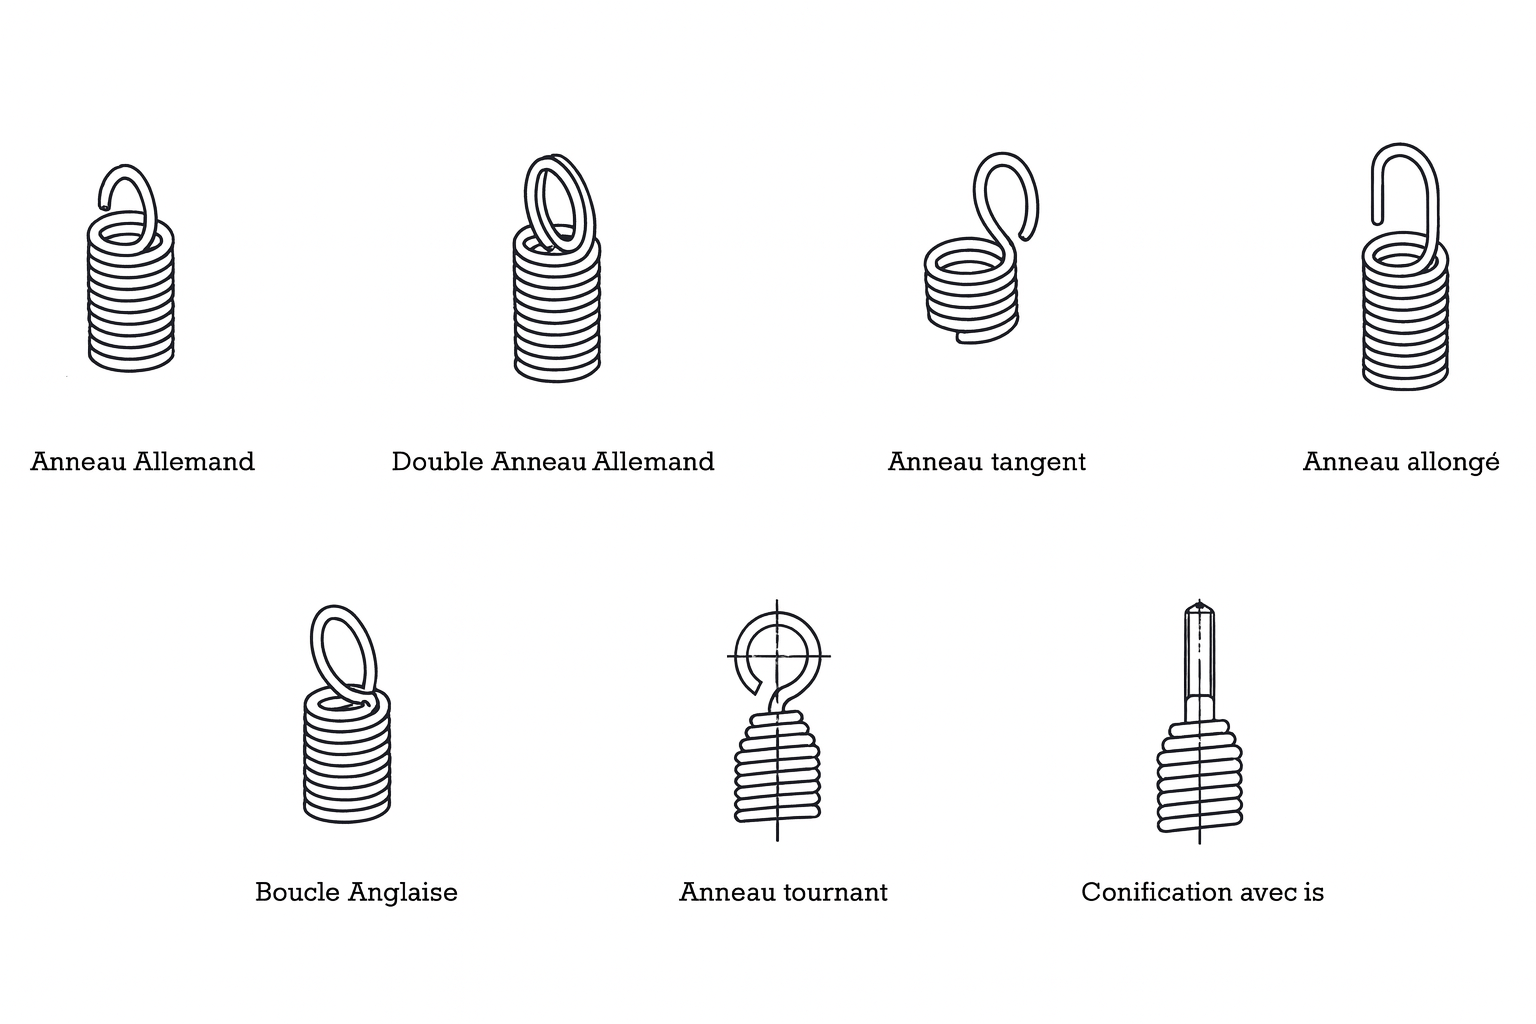 Anneau Allemand
Double Anneau Allemand
Anneau tangent
Anneau allongé
Boucle Anglaise
Anneau tournant
Conification avec is